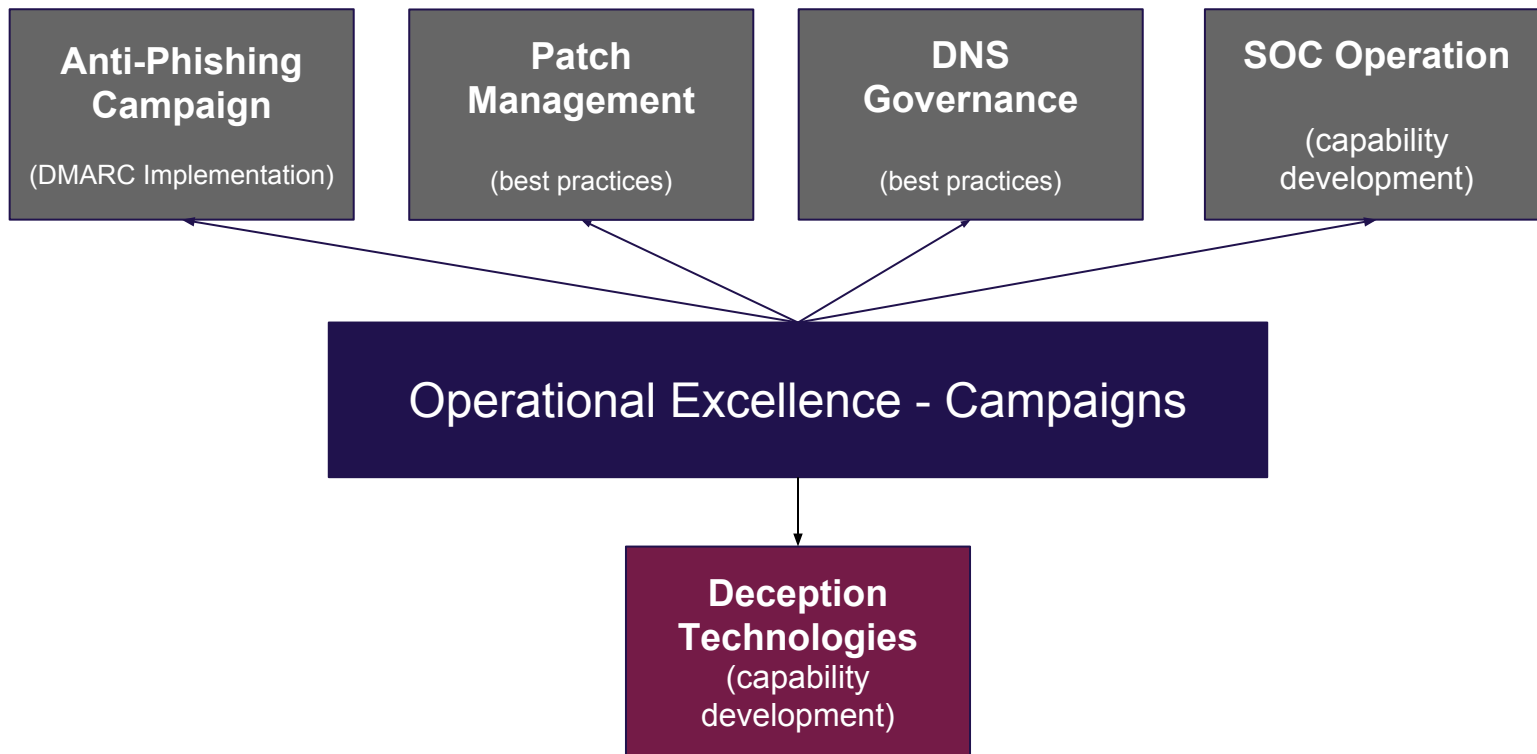 Anti-Phishing
Campaign
(DMARC Implementation)
Patch
Management
(best practices)
DNS
Governance
(best practices)
SOC Operation
(capability
development)
Operational Excellence - Campaigns
Deception
Technologies
(capability
development)